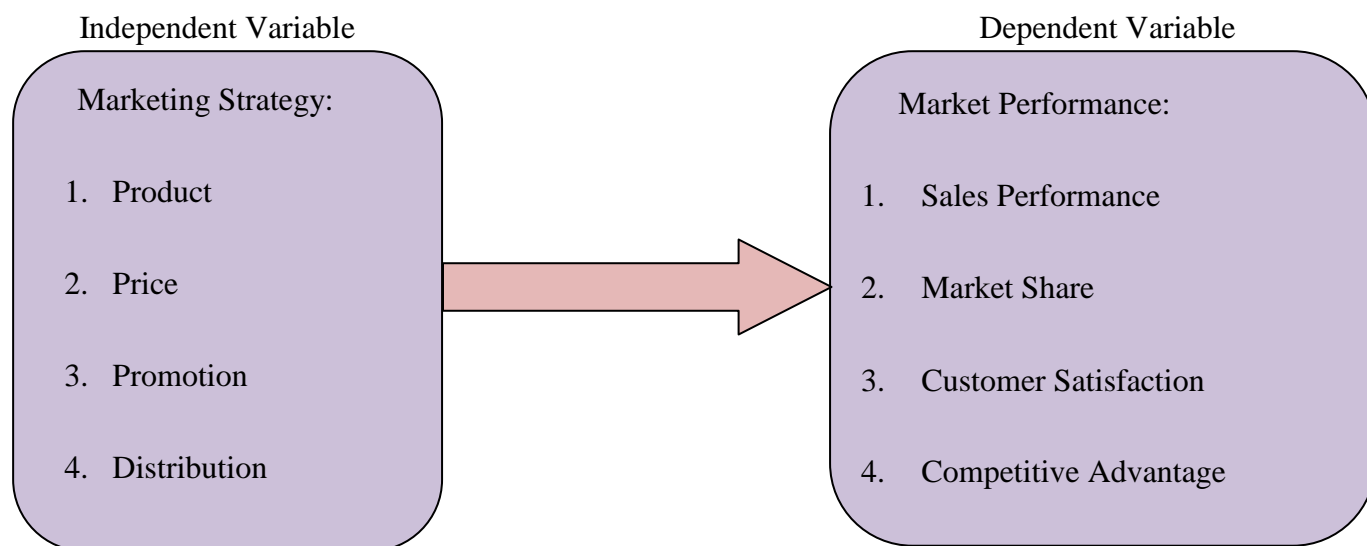 Independent Variable
Marketing Strategy:
1. Product
2. Price
3. Promotion
4. Distribution
Dependent Variable
Market Performance:
1. Sales Performance
2. Market Share
3. Customer Satisfaction
4. Competitive Advantage